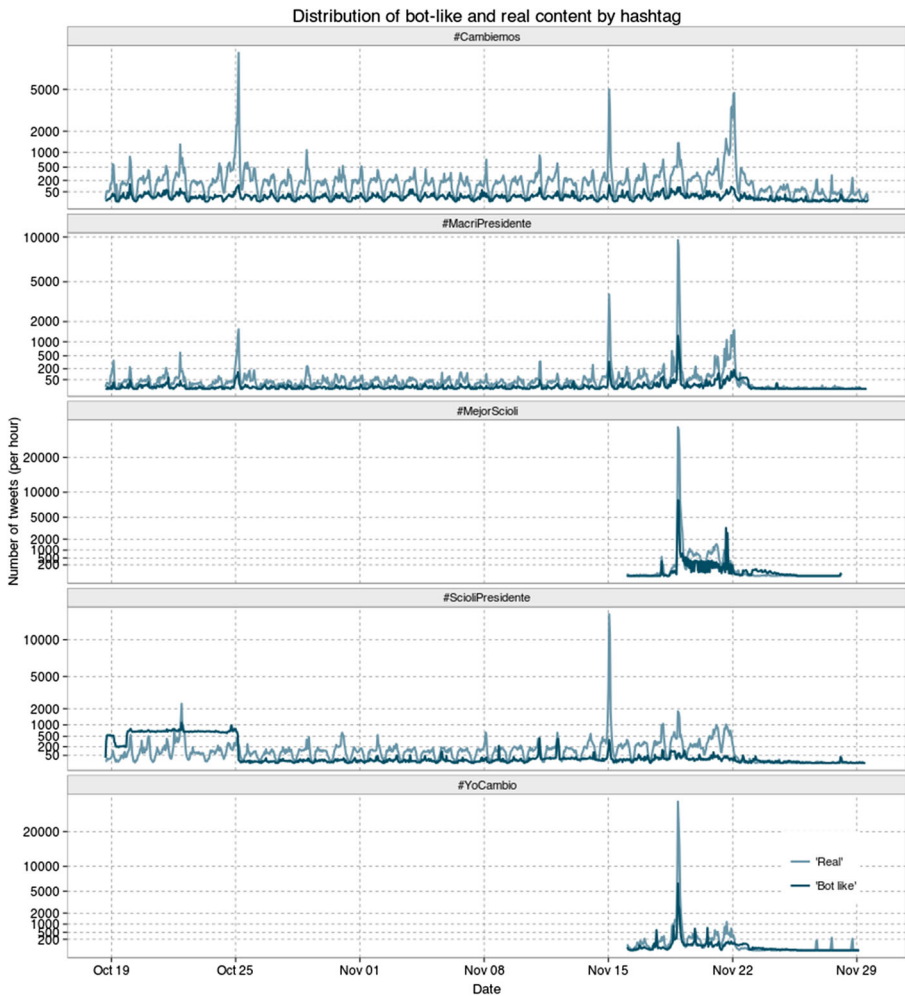 Distribution of bot-like and real content by hashtag
#Cambiemos
5000
2000
1000
500
200
50
#MacriPresidente
10000
5000
2000
1000
500
200
50
#MejorScioli
20000
10000
5000
2000
1000
500
200
#ScioliPresidente
10000
5000
2000
1000
500
200
50
#YoCambio
20000
10000
5000
2000
1000
500
200
'Real'
'Bot like'
Oct 19
Oct 25
Nov 01
Nov 08
Nov 15
Nov 22
Nov 29
Date
Number of tweets (per hour)